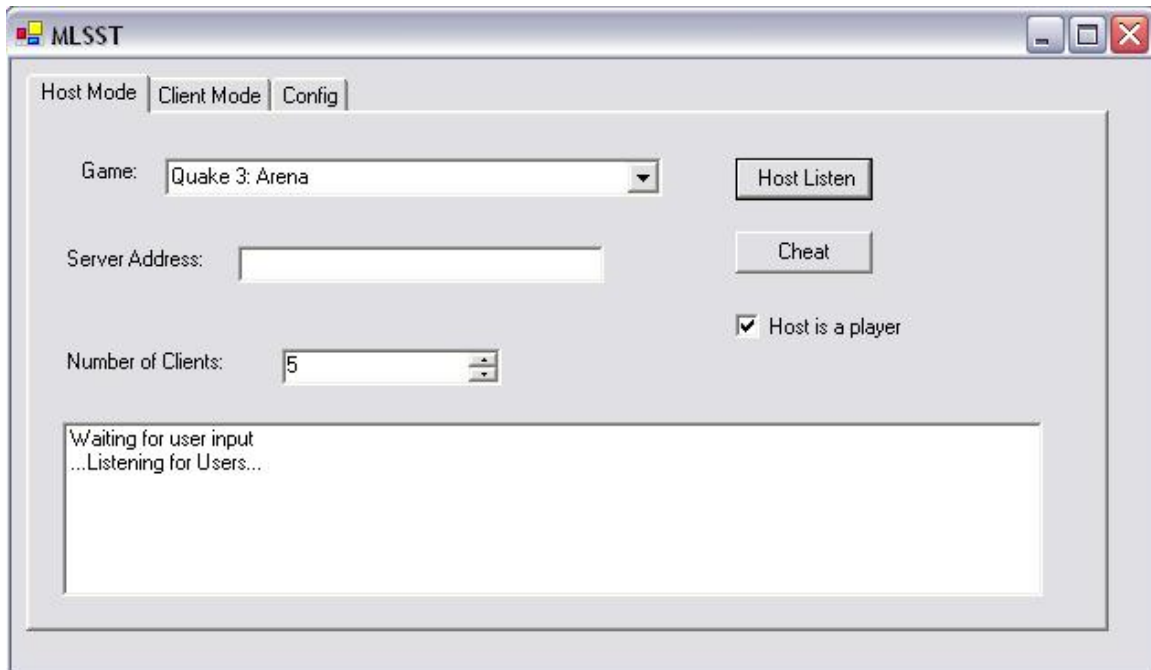 MLSST
Host Mode Client Mode Config
Game: Quake 3: Arena Host Listen
Server Address: Cheat
Host is a player
Number of Clients: 5
Waiting for user input
...Listening for Users...